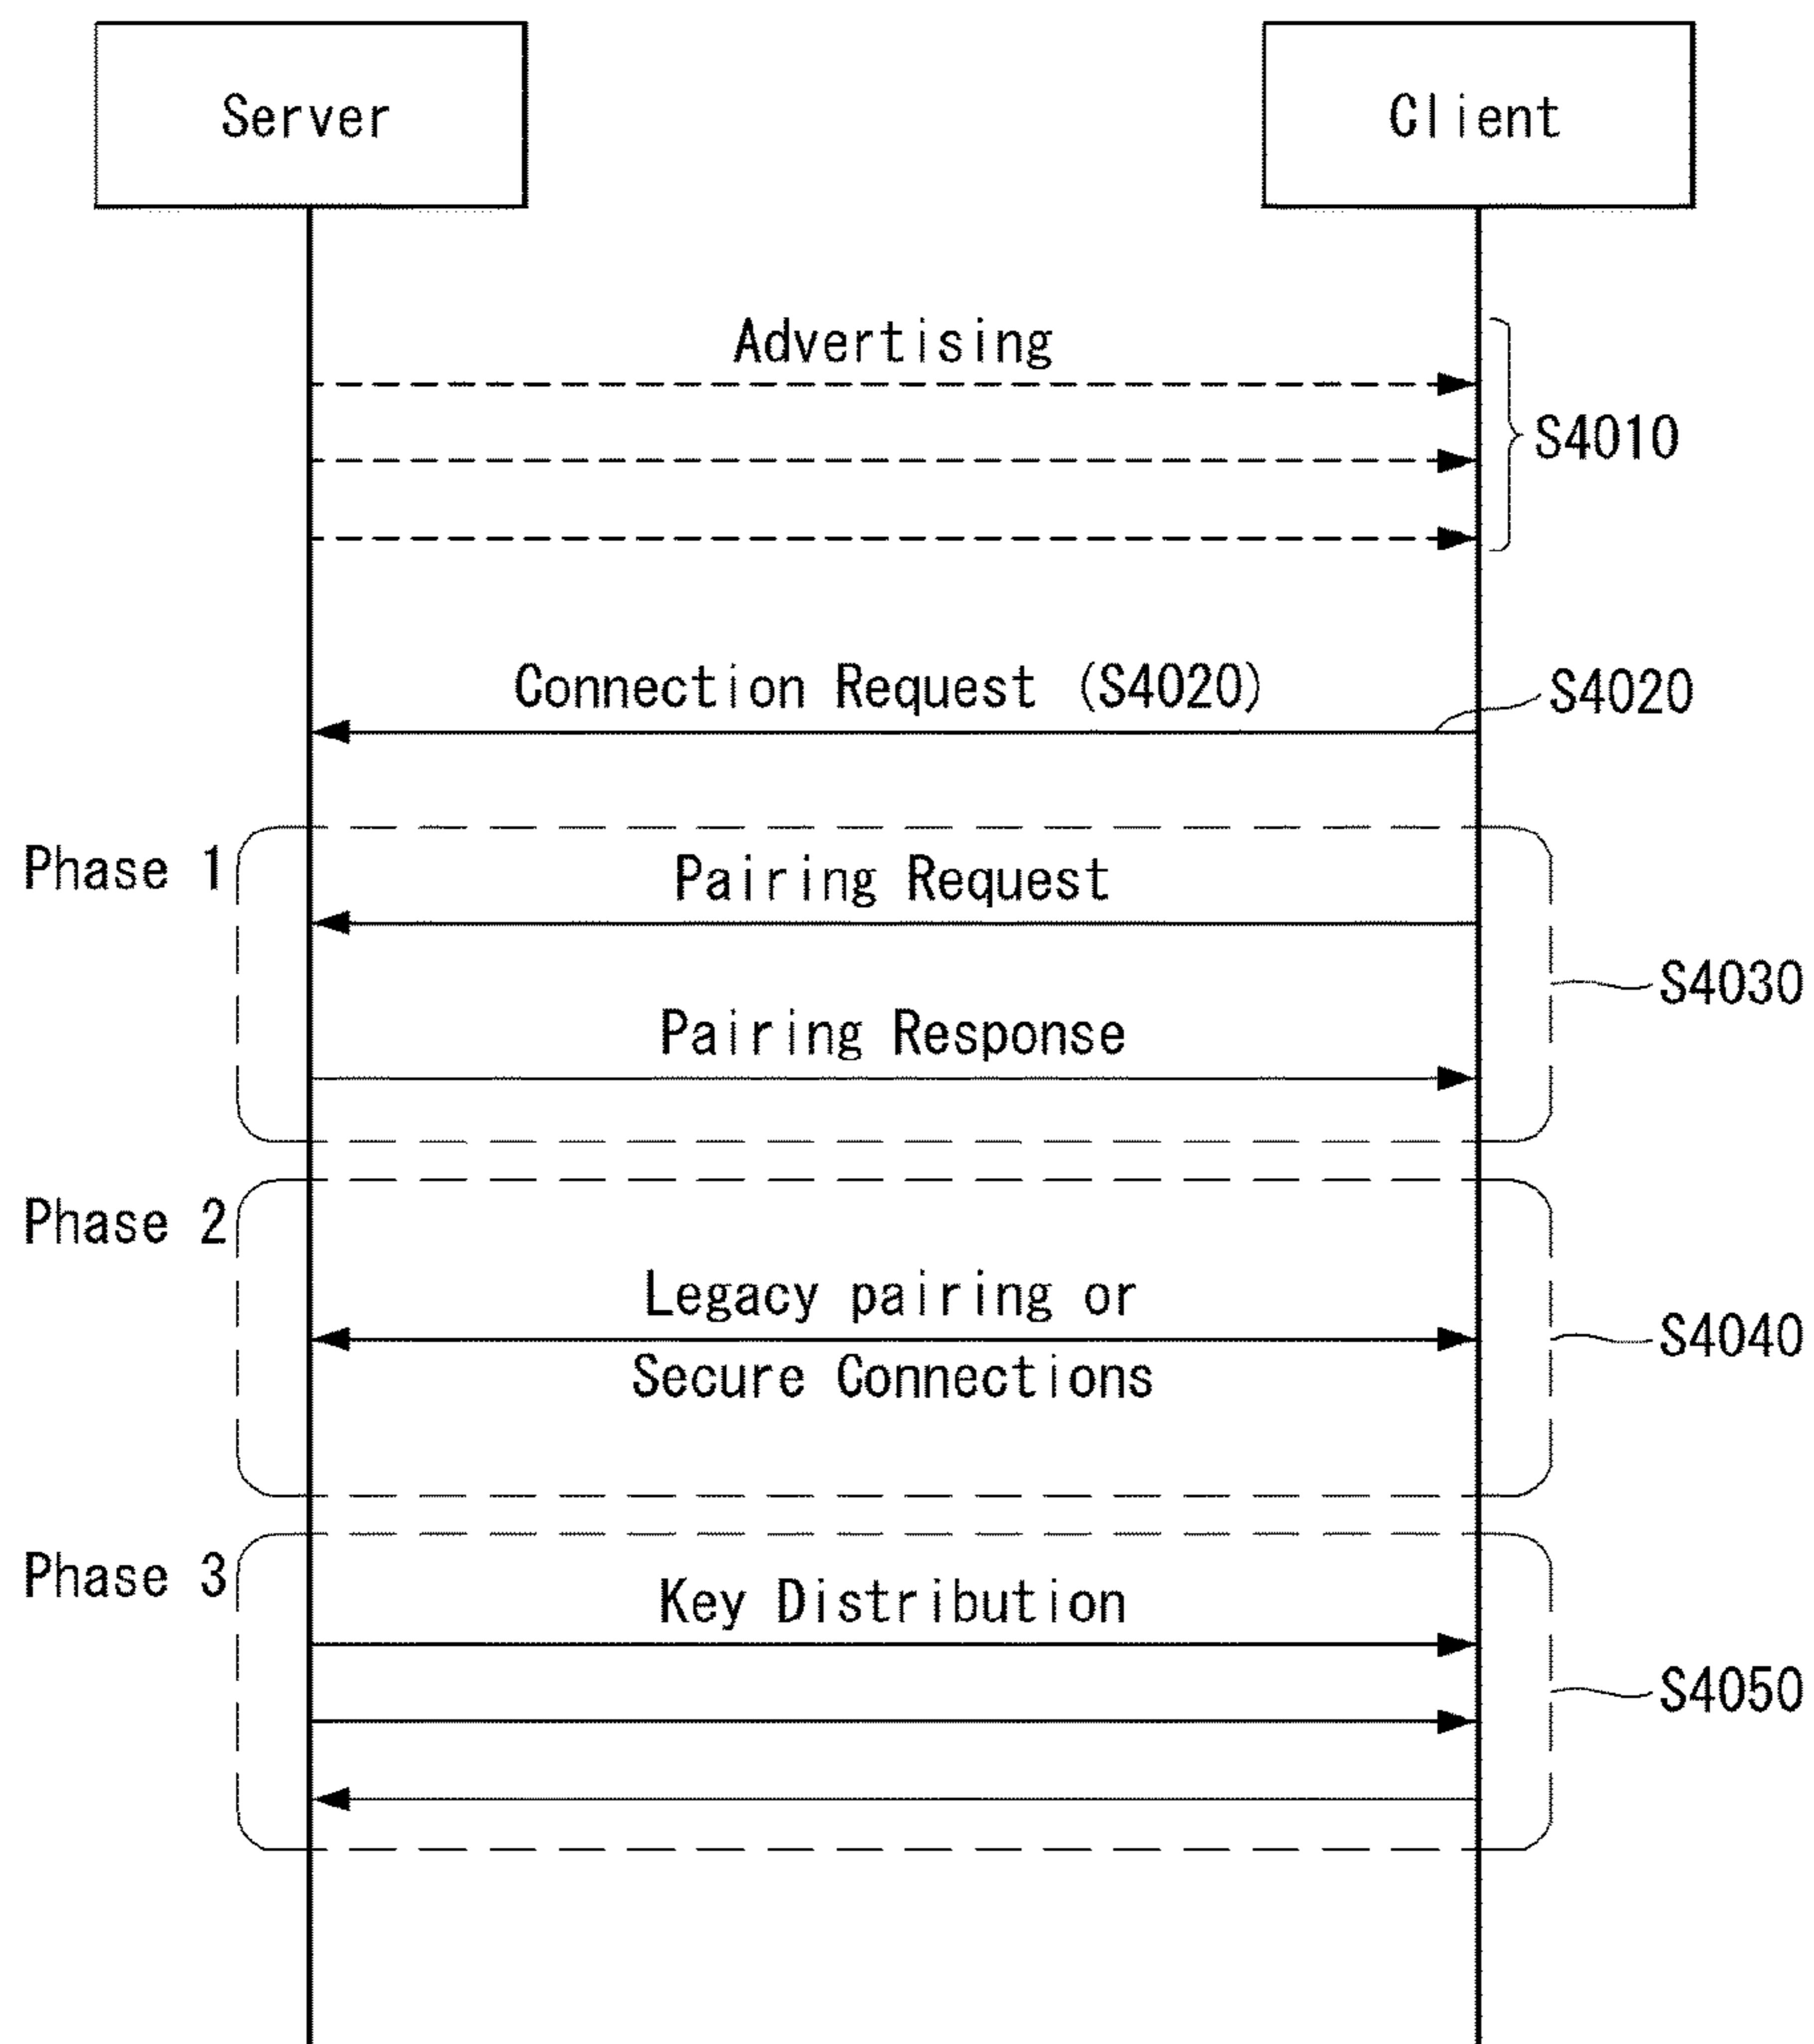 Server
Client
Advertising
S4010
Connection Request (S4020)
S4020
Phase 1
Pairing Request
S4030
Pairing Response
Phase 2
Legacy pairing or
S4040
Secure Connections
Phase 3
Key Distribution
S4050